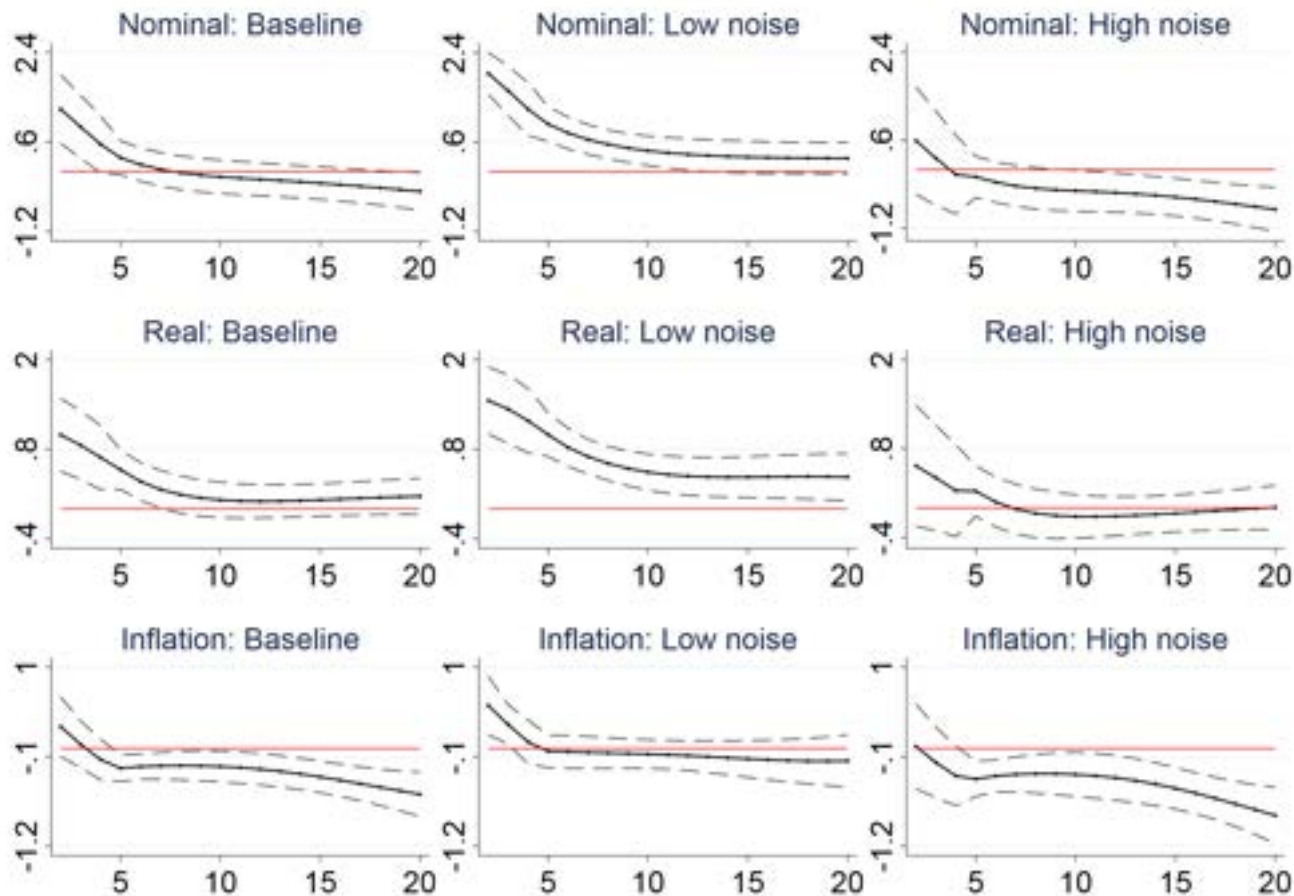 Nominal: Baseline
Nominal: Low noise
Nominal: High noise
2.4
.6
-1.2
5 10 15 20
2.4
.6
-1.2
5 10 15 20
2.4
.6
-1.2
5 10 15 20
Real: Baseline
Real: Low noise
Real: High noise
2
.8
-.4
5 10 15 20
2
.8
-.4
5 10 15 20
2
.8
-.4
5 10 15 20
Inflation: Baseline
Inflation: Low noise
Inflation: High noise
1
-.1
-1.2
5 10 15 20
1
-.1
-1.2
5 10 15 20
1
-.1
-1.2
5 10 15 20